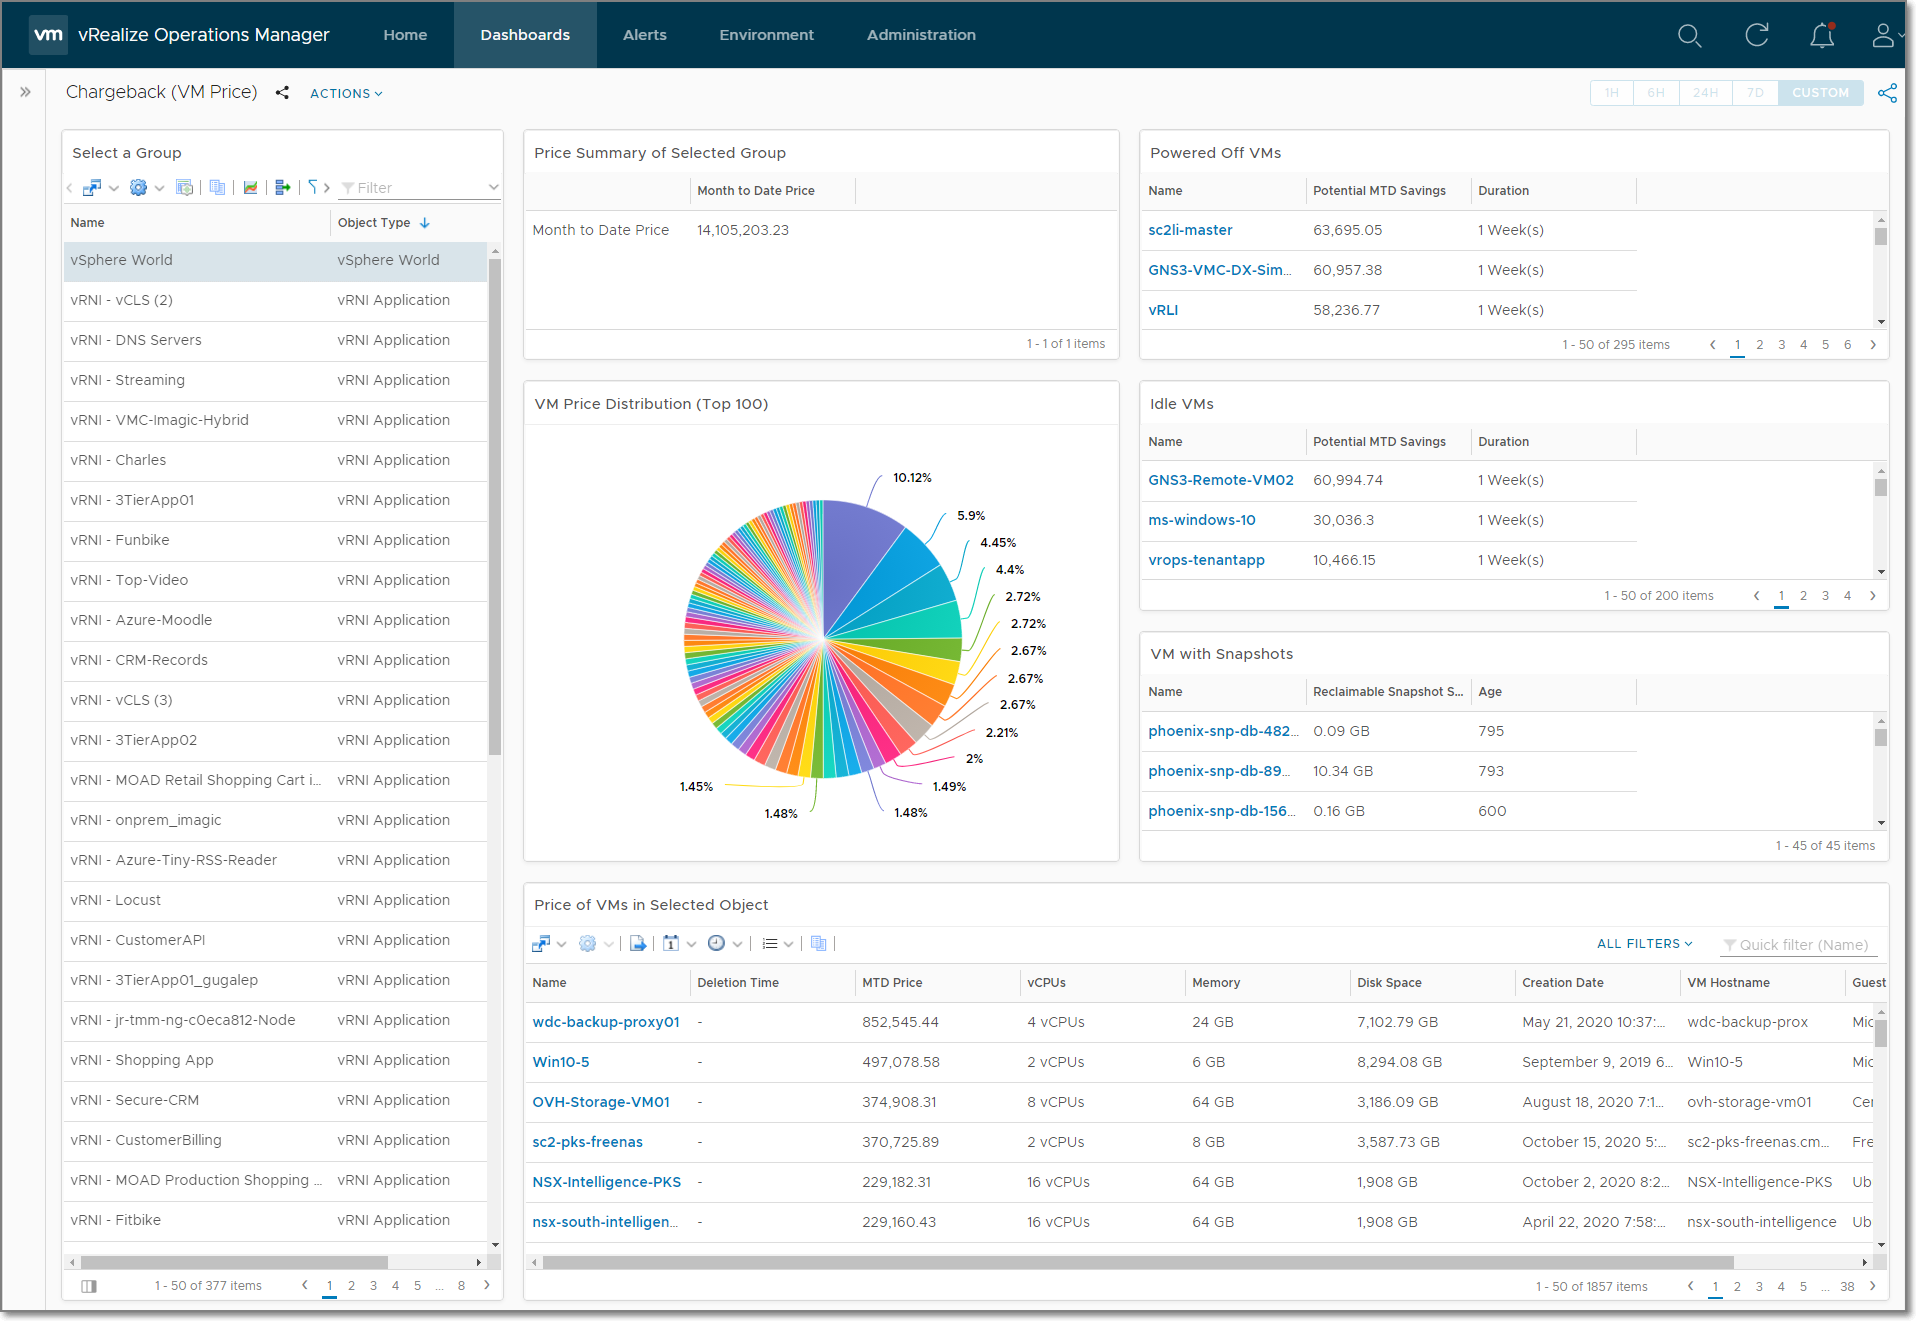 vm vRealize Operations Manager Home Dashboards Alerts Environment Administration
Chargeback (VM Price) ACTIONS 1H 6H 24H 7D CUSTOM
Select a Group
Filter
Name Object Type
vSphere World vSphere World
vRNI - vCLS (2) vRNI Application
vRNI - DNS Servers vRNI Application
vRNI - Streaming vRNI Application
vRNI - VMC-Imagic-Hybrid vRNI Application
vRNI - Charles vRNI Application
vRNI - 3TierApp01 vRNI Application
vRNI - Funbike vRNI Application
vRNI - Top-Video vRNI Application
vRNI - Azure-Moodle vRNI Application
vRNI - CRM-Records vRNI Application
vRNI - vCLS (3) vRNI Application
vRNI - 3TierApp02 vRNI Application
vRNI - MOAD Retail Shopping Cart i... vRNI Application
vRNI - onprem_imagic vRNI Application
vRNI - Azure-Tiny-RSS-Reader vRNI Application
vRNI - Locust vRNI Application
vRNI - CustomerAPI vRNI Application
vRNI - 3TierApp01_gugalep vRNI Application
vRNI - jr-tmm-ng-c0eca812-Node vRNI Application
vRNI - Shopping App vRNI Application
vRNI - Secure-CRM vRNI Application
vRNI - CustomerBilling vRNI Application
vRNI - MOAD Production Shopping ... vRNI Application
vRNI - Fitbike vRNI Application
1 - 50 of 377 items 1 2 3 4 5 ... 8
Price Summary of Selected Group
Month to Date Price
Month to Date Price 14,105,203.23
1 - 1 of 1 items
VM Price Distribution (Top 100)
10.12%
5.9%
4.45%
4.4%
2.72%
2.72%
2.67%
2.67%
2.67%
2.21%
2%
1.49%
1.48%
1.48%
1.45%
Powered Off VMs
Name Potential MTD Savings Duration
sc2li-master 63,695.05 1 Week(s)
GNS3-VMC-DX-Sim... 60,957.38 1 Week(s)
vRLI 58,236.77 1 Week(s)
1 - 50 of 295 items 1 2 3 4 5 6
Idle VMs
Name Potential MTD Savings Duration
GNS3-Remote-VM02 60,994.74 1 Week(s)
ms-windows-10 30,036.3 1 Week(s)
vrops-tenantapp 10,466.15 1 Week(s)
1 - 50 of 200 items 1 2 3 4
VM with Snapshots
Name Reclaimable Snapshot S... Age
phoenix-snp-db-482... 0.09 GB 795
phoenix-snp-db-89... 10.34 GB 793
phoenix-snp-db-156... 0.16 GB 600
1 - 45 of 45 items
Price of VMs in Selected Object
1 ALL FILTERS Quick filter (Name)
Name Deletion Time MTD Price vCPUs Memory Disk Space Creation Date VM Hostname Guest
wdc-backup-proxy01 - 852,545.44 4 vCPUs 24 GB 7,102.79 GB May 21, 2020 10:37:... wdc-backup-prox Mic
Win10-5 - 497,078.58 2 vCPUs 6 GB 8,294.08 GB September 9, 2019 6... Win10-5 Mic
OVH-Storage-VM01 - 374,908.31 8 vCPUs 64 GB 3,186.09 GB August 18, 2020 7:1... ovh-storage-vm01 Cer
sc2-pks-freenas - 370,725.89 2 vCPUs 8 GB 3,587.73 GB October 15, 2020 5:... sc2-pks-freenas.cm... Fre
NSX-Intelligence-PKS - 229,182.31 16 vCPUs 64 GB 1,908 GB October 2, 2020 8:2... NSX-Intelligence-PKS Ub
nsx-south-intelligen... - 229,160.43 16 vCPUs 64 GB 1,908 GB April 22, 2020 7:58:... nsx-south-intelligence Ub
1 - 50 of 1857 items 1 2 3 4 5 ... 38